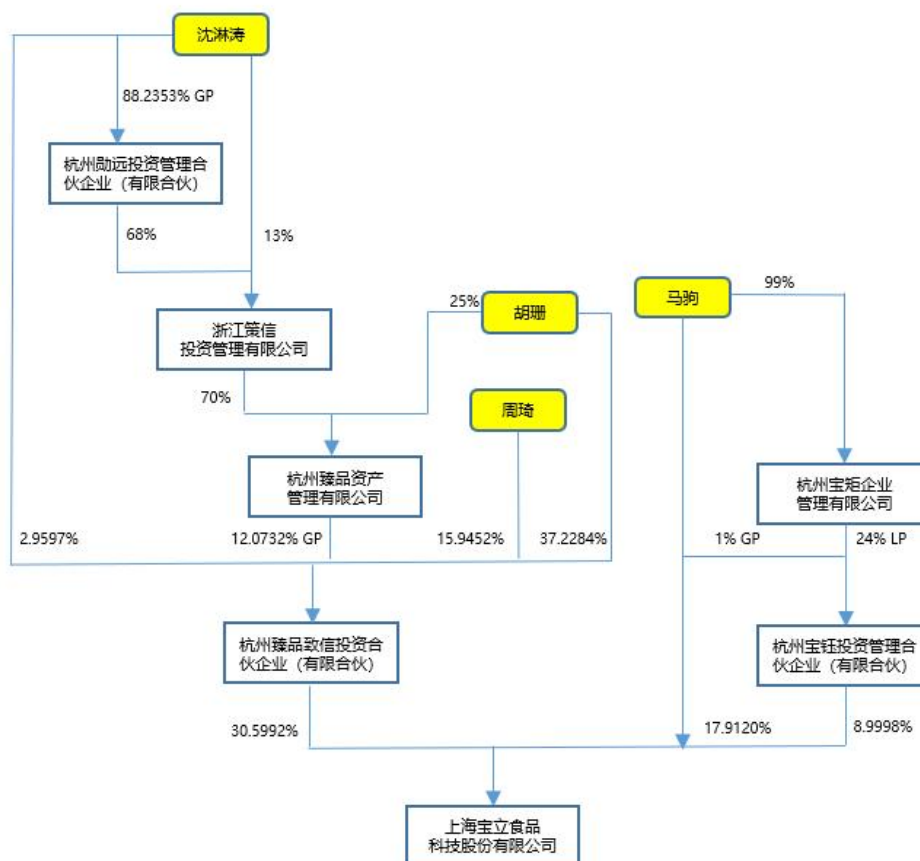 沈淋涛
88.2353% GP
杭州勋远投资管理合
伙企业（有限合伙）
68%
13%
99%
25%
马驹
胡珊
浙江策信
投资管理有限公司
70%
周琦
杭州臻品资产
管理有限公司
杭州宝矩企业
管理有限公司
2.9597%
12.0732% GP
15.9452%
37.2284%
1% GP
24% LP
杭州臻品致信投资合
伙企业（有限合伙）
杭州宝钰投资管理合
伙企业（有限合伙）
30.5992%
17.9120%
8.9998%
上海宝立食品
科技股份有限公司